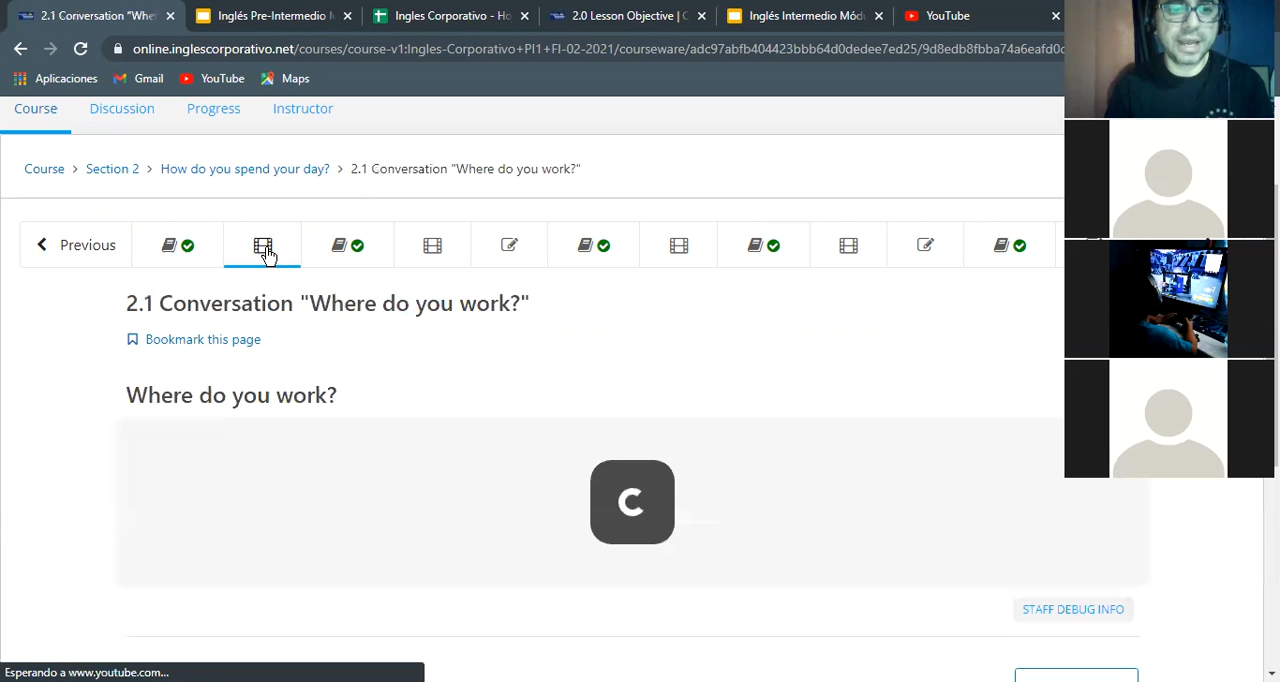 2.1 Conversation "Whe
Inglés Pre-Intermedio M
Ingles Corporativo - Ho
2.0 Lesson Objective | C
Inglés Intermedio Módu
YouTube
online.inglescorporativo.net/courses/course-v1:Ingles-Corporativo+PI1+FI-02-2021/courseware/adc97abfb404423bbb64d0dedee7ed25/9d8edb8fbba74a6eafd0c
Aplicaciones
Gmail
YouTube
Maps
Course
Discussion
Progress
Instructor
Course > Section 2 > How do you spend your day? > 2.1 Conversation "Where do you work?"
Previous
2.1 Conversation "Where do you work?"
Bookmark this page
Where do you work?
STAFF DEBUG INFO
Esperando a www.youtube.com...